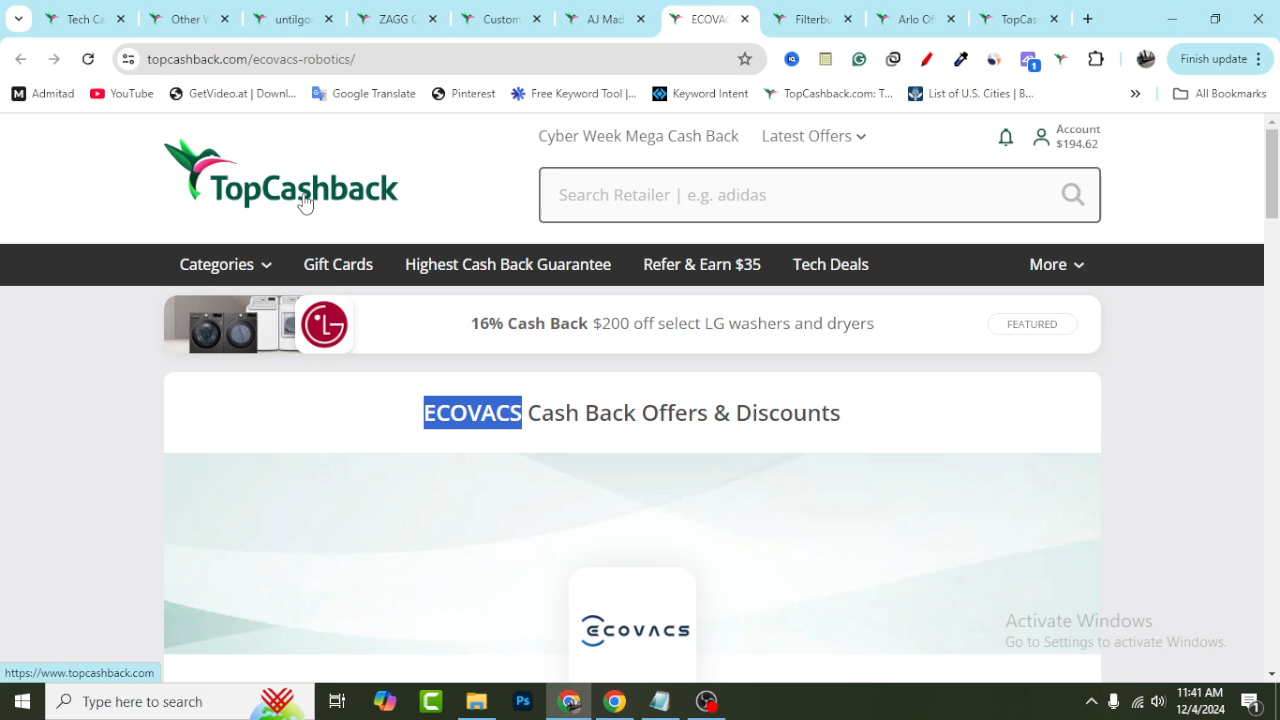 Tech Ca
Other V
untilgo
ZAGG C
Custom
AJ Mad
ECOVAC
Filterbu
Arlo Of
TopCas
topcashback.com/ecovacs-robotics/
Finish update
Admitad
YouTube
GetVideo.at | Downl...
Google Translate
Pinterest
Free Keyword Tool |...
Keyword Intent
TopCashback.com: T...
List of U.S. Cities | B...
All Bookmarks
TopCashback
Cyber Week Mega Cash Back
Latest Offers
Account
$194.62
Search Retailer | e.g. adidas
Categories
Gift Cards
Highest Cash Back Guarantee
Refer & Earn $35
Tech Deals
More
LG
16% Cash Back $200 off select LG washers and dryers
FEATURED
ECOVACS Cash Back Offers & Discounts
ECOVACS
Activate Windows
Go to Settings to activate Windows.
https://www.topcashback.com
Type here to search
11:41 AM
12/4/2024